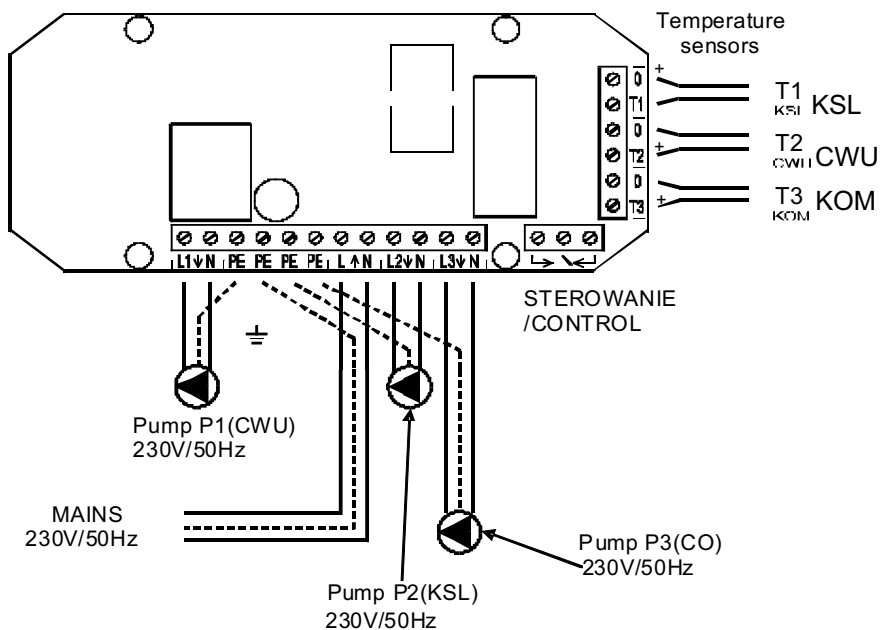 Temperature
sensors
0 +
T1
0
T2 +
0
T3 +
T1
KSL KSL
T2
CWU CWU
T3
KOM KOM
L1 N PE PE PE PE L N L2 N L3 N
STEROWANIE
/CONTROL
Pump P1(CWU)
230V/50Hz
MAINS
230V/50Hz
Pump P3(CO)
230V/50Hz
Pump P2(KSL)
230V/50Hz